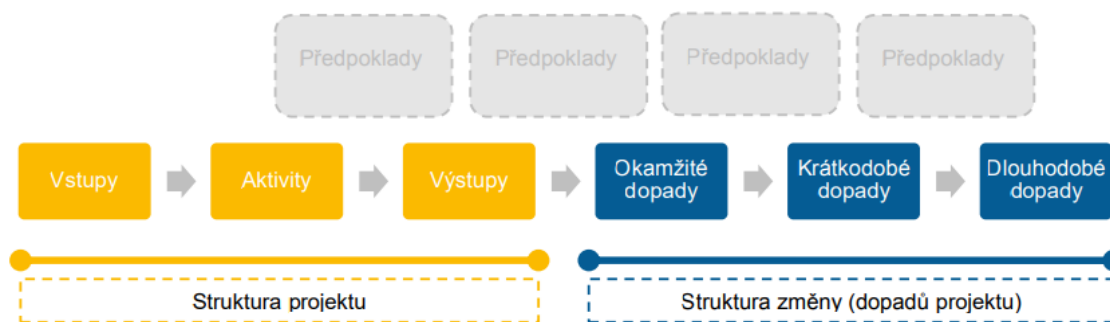 Předpoklady Předpoklady Předpoklady Předpoklady
Vstupy Aktivity Výstupy Okamžité dopady Krátkodobé dopady Dlouhodobé dopady
Struktura projektu Struktura změny (dopadů projektu)